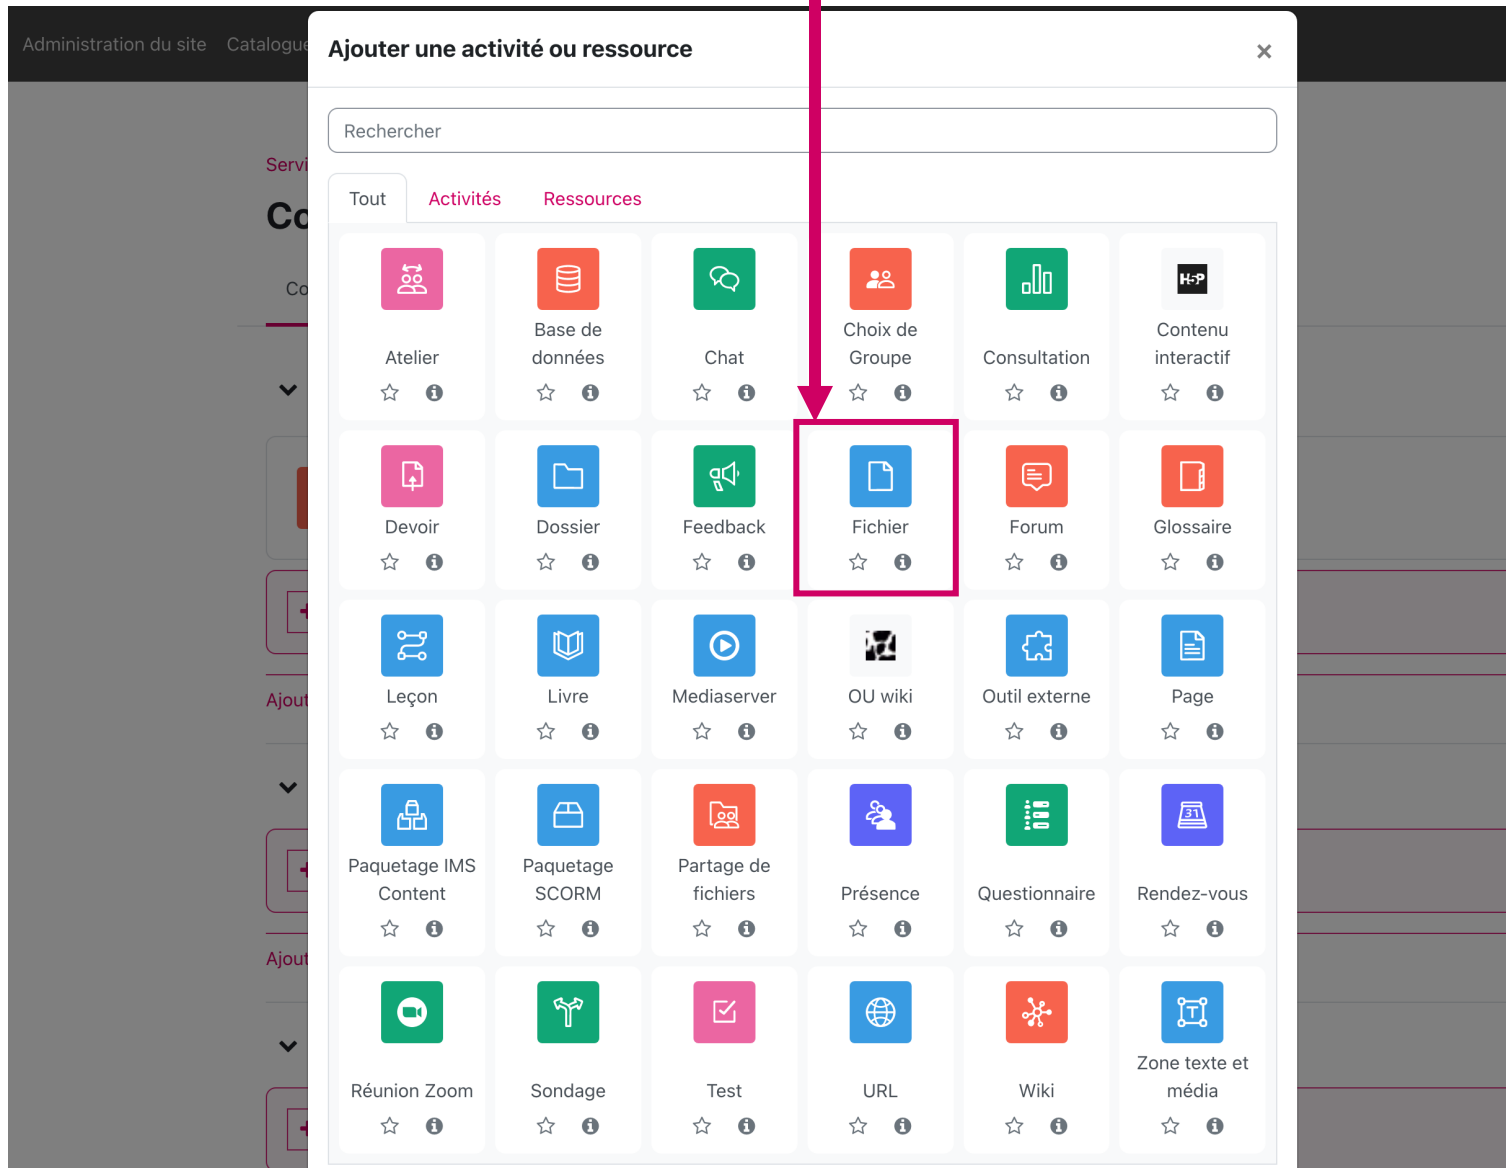 Administration du site Catalogue
Ajouter une activité ou ressource
×
Rechercher
Servi
Co
Co
Tout Activités Ressources
H5P
Atelier
Base de
données
Chat
Choix de
Groupe
Consultation
Contenu
interactif
Devoir
Dossier
Feedback
Fichier
Forum
Glossaire
Leçon
Livre
Mediaserver
OU wiki
Outil externe
Page
Ajout
31
Paquetage IMS
Content
Paquetage
SCORM
Partage de
fichiers
Présence
Questionnaire
Rendez-vous
Ajout
Réunion Zoom
Sondage
Test
URL
Wiki
Zone texte et
média